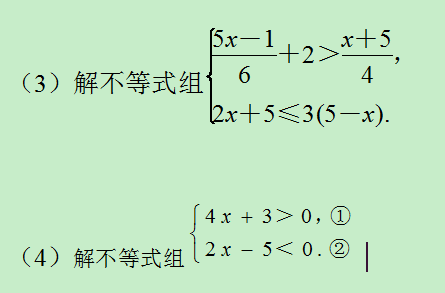 (3)解不等式组{(5x-1)/6+2>(x+5)/4,
2x+5≤3(5-x).
(4)解不等式组{4x+3>0,①
2x-5<0.②